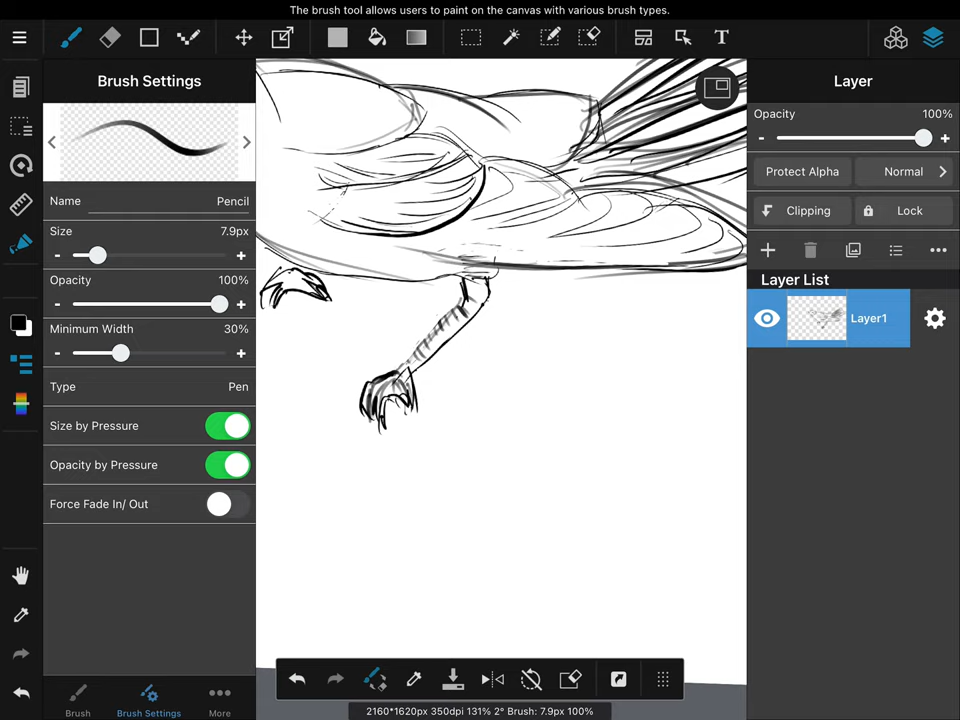 The brush tool allows users to paint on the canvas with various brush types.
T
Brush Settings
Name Pencil
Size 7.9px
- +
Opacity 100%
- +
Minimum Width 30%
- +
Type Pen
Size by Pressure
Opacity by Pressure
Force Fade In/ Out
Brush
Brush Settings
More
Layer
Opacity 100%
- +
Protect Alpha
Normal
Clipping
Lock
Layer List
Layer1
2160*1620px 350dpi 131% 2° Brush: 7.9px 100%